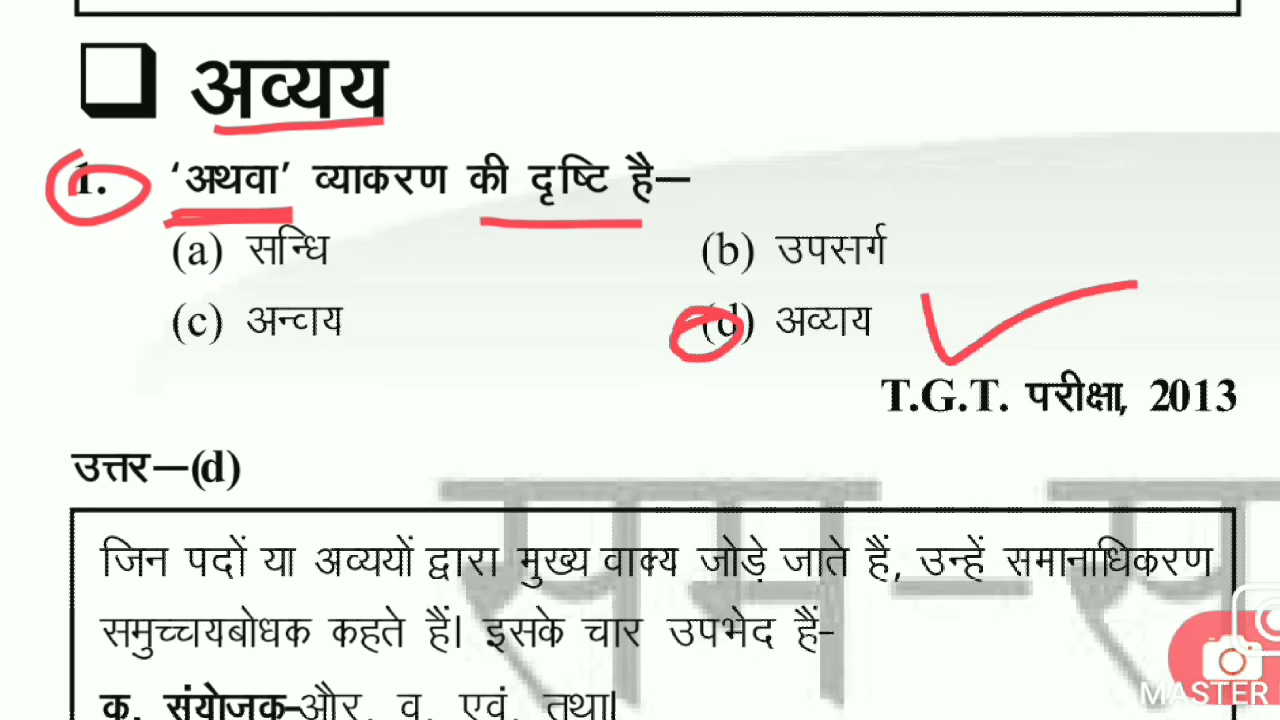 अव्यय
1. 'अथवा' व्याकरण की दृष्टि है—
(a) सन्धि (b) उपसर्ग
(c) अन्वाय (d) अव्याय
T.G.T. परीक्षा, 2013
उत्तर—(d)
जिन पदों या अव्ययों द्वारा मुख्य वाक्य जोड़े जाते हैं, उन्हें समानाधिकरण
समुच्चयबोधक कहते हैं। इसके चार उपभेद हैं-
क. संयोजक-और, व, एवं, तथा।
MASTER